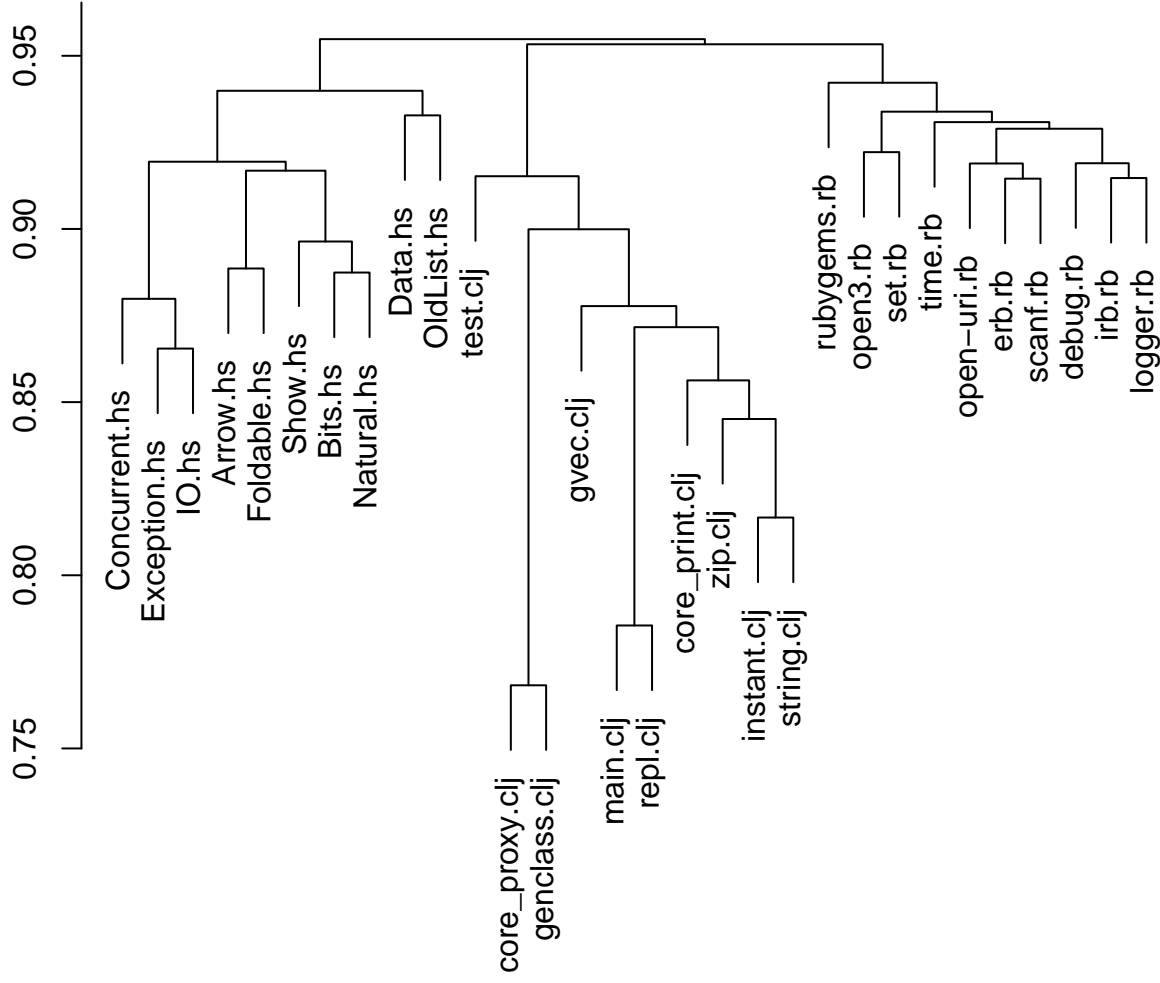 0.95
0.90
0.85
0.80
0.75
Concurrent.hs
Exception.hs
IO.hs
Arrow.hs
Foldable.hs
Show.hs
Bits.hs
Natural.hs
Data.hs
OldList.hs
test.clj
core_proxy.clj
genclass.clj
gvec.clj
main.clj
repl.clj
core_print.clj
zip.clj
instant.clj
string.clj
rubygems.rb
open3.rb
set.rb
time.rb
open−uri.rb
erb.rb
scanf.rb
debug.rb
irb.rb
logger.rb